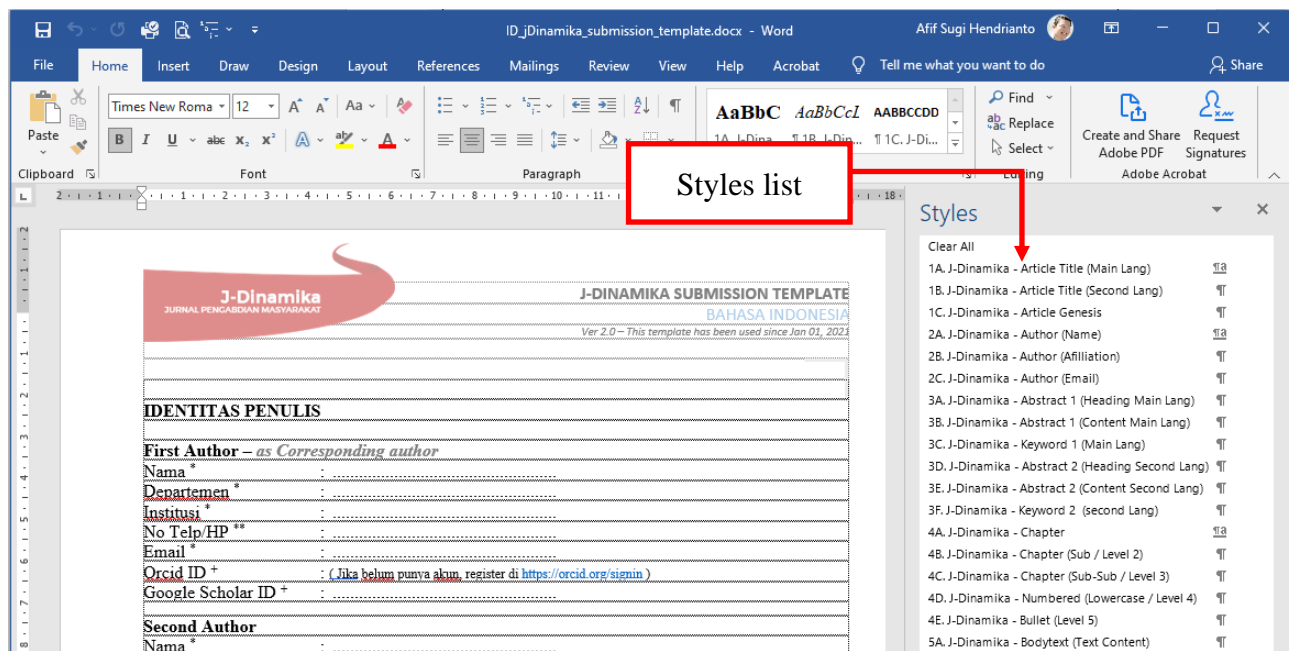 ID_jDinamika_submission_template.docx - Word
Afif Sugi Hendrianto
File Home Insert Draw Design Layout References Mailings Review View Help Acrobat Tell me what you want to do Share
Paste
Clipboard
Times New Roma 12
Font
Paragraph
AaBbC AaBbCcI AABBCCDD
1A. J-Dina... ¶ 1B. J-Din... ¶ 1C. J-Di...
Find
Replace
Select
Editing
Create and Share Adobe PDF
Request Signatures
Adobe Acrobat
Styles list
J-Dinamika
JURNAL PENGABDIAN MASYARAKAT
J-DINAMIKA SUBMISSION TEMPLATE
BAHASA INDONESIA
Ver 2.0 – This template has been used since Jan 01, 2021
IDENTITAS PENULIS
First Author – as Corresponding author
Nama * : ........................................................
Departemen * : ........................................................
Institusi * : ........................................................
No Telp/HP ** : ........................................................
Email * : ........................................................
Orcid ID + : ( Jika belum punya akun, register di https://orcid.org/signin )
Google Scholar ID + : ........................................................
Second Author
Nama * : ........................................................
Styles
Clear All
1A. J-Dinamika - Article Title (Main Lang)
1B. J-Dinamika - Article Title (Second Lang)
1C. J-Dinamika - Article Genesis
2A. J-Dinamika - Author (Name)
2B. J-Dinamika - Author (Afilliation)
2C. J-Dinamika - Author (Email)
3A. J-Dinamika - Abstract 1 (Heading Main Lang)
3B. J-Dinamika - Abstract 1 (Content Main Lang)
3C. J-Dinamika - Keyword 1 (Main Lang)
3D. J-Dinamika - Abstract 2 (Heading Second Lang)
3E. J-Dinamika - Abstract 2 (Content Second Lang)
3F. J-Dinamika - Keyword 2 (second Lang)
4A. J-Dinamika - Chapter
4B. J-Dinamika - Chapter (Sub / Level 2)
4C. J-Dinamika - Chapter (Sub-Sub / Level 3)
4D. J-Dinamika - Numbered (Lowercase / Level 4)
4E. J-Dinamika - Bullet (Level 5)
5A. J-Dinamika - Bodytext (Text Content)